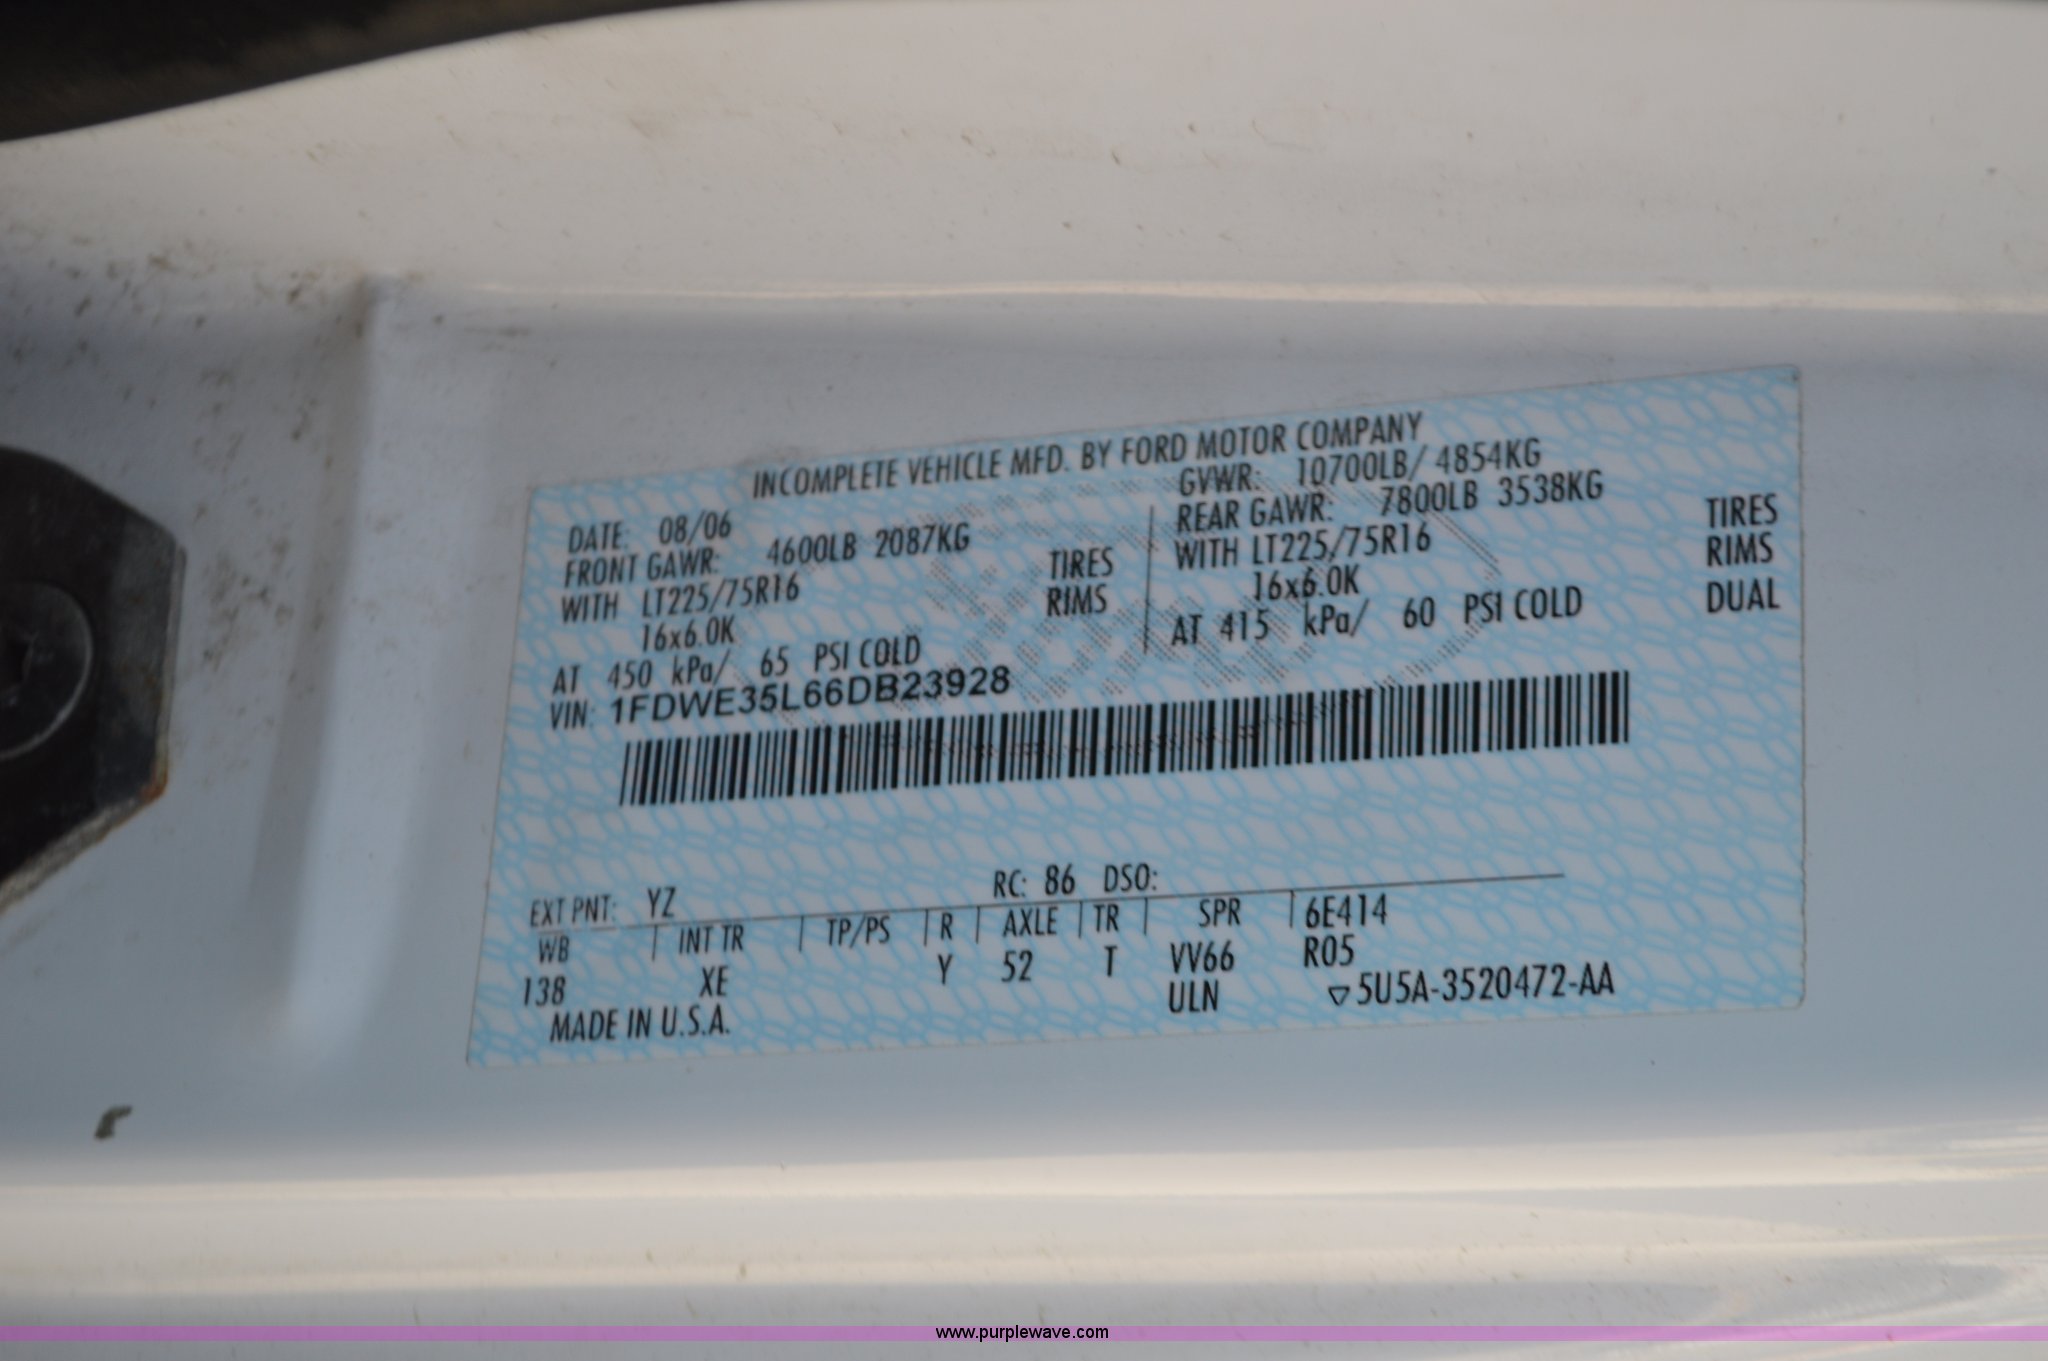 INCOMPLETE VEHICLE MFD. BY FORD MOTOR COMPANY
DATE: 08/06
GVWR: 10700LB/ 4854KG
FRONT GAWR: 4600LB 2087KG
REAR GAWR: 7800LB 3538KG
WITH LT225/75R16 TIRES
WITH LT225/75R16 TIRES
16x6.0K RIMS
16x6.0K RIMS
AT 450 kPa/ 65 PSI COLD
AT 415 kPa/ 60 PSI COLD DUAL
VIN: 1FDWE35L66DB23928
EXT PNT: YZ RC: 86 DSO:
WB INT TR TP/PS R AXLE TR SPR 6E414
138 XE Y 52 T VV66 R05
MADE IN U.S.A. ULN ▽5U5A-3520472-AA
www.purplewave.com